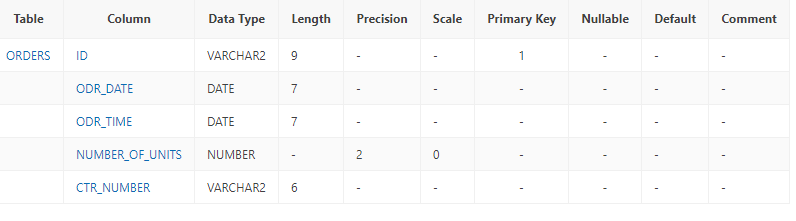 Table Column Data Type Length Precision Scale Primary Key Nullable Default Comment
ORDERS ID VARCHAR2 9 - - 1 - - -
ODR_DATE DATE 7 - - - - - -
ODR_TIME DATE 7 - - - - - -
NUMBER_OF_UNITS NUMBER - 2 0 - - - -
CTR_NUMBER VARCHAR2 6 - - - - - -